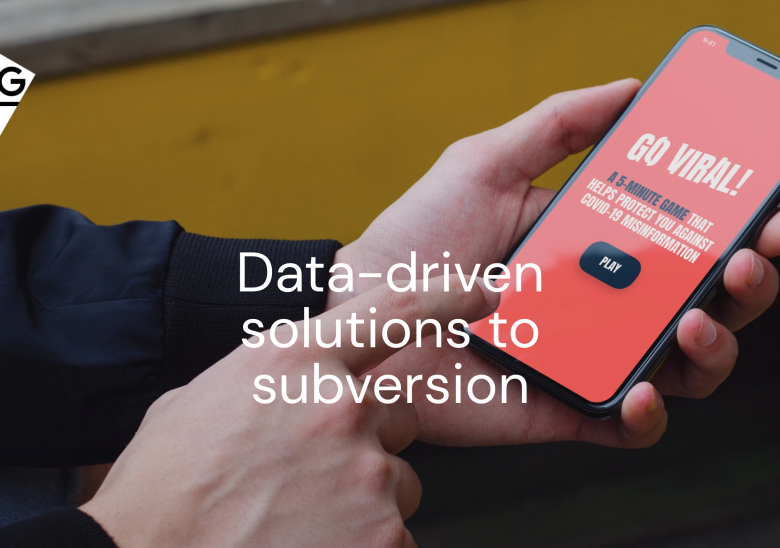 G
9:41
GO VIRAL!
A 5-MINUTE GAME THAT
HELPS PROTECT YOU AGAINST
COVID-19 MISINFORMATION
PLAY
Data-driven
solutions to
subversion